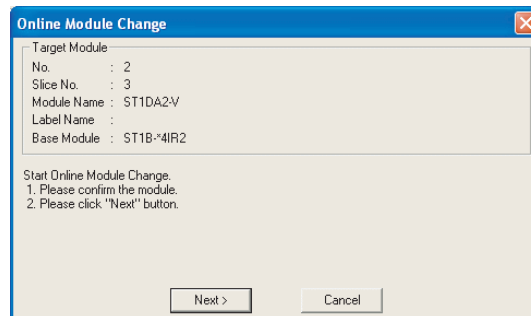 Online Module Change
Target Module
No. : 2
Slice No. : 3
Module Name : ST1DA2-V
Label Name :
Base Module : ST1B-*4IR2
Start Online Module Change.
1. Please confirm the module.
2. Please click "Next" button.
Next >
Cancel